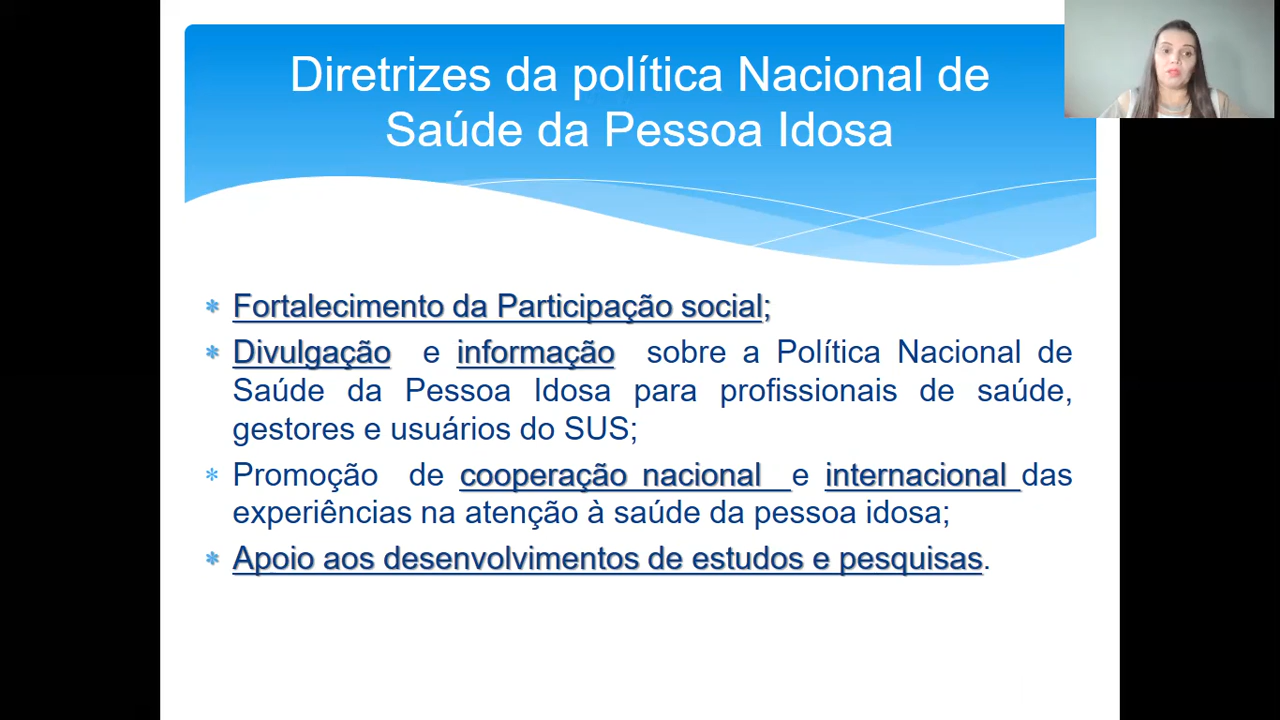 Diretrizes da política Nacional de
Saúde da Pessoa Idosa
* Fortalecimento da Participação social;
* Divulgação e informação sobre a Política Nacional de
Saúde da Pessoa Idosa para profissionais de saúde,
gestores e usuários do SUS;
* Promoção de cooperação nacional e internacional das
experiências na atenção à saúde da pessoa idosa;
* Apoio aos desenvolvimentos de estudos e pesquisas.